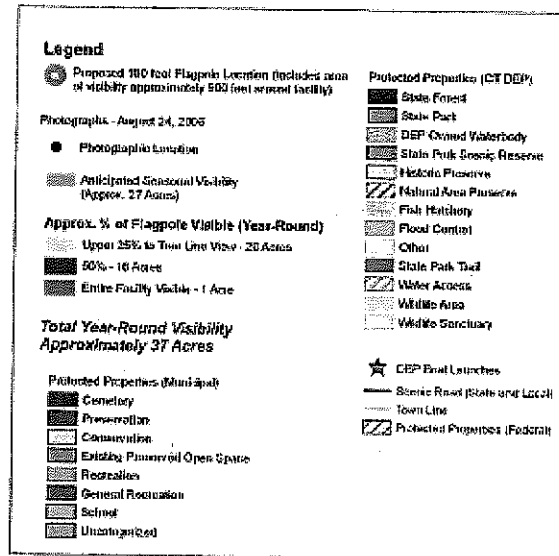 Legend
Proposed 100 foot Flagpole Location (Includes area
of visibility approximately 500 feet around facility)
Photographs - August 24, 2006
Photographic Location
Anticipated Seasonal Visibility
(Approx. 27 Acres)
Approx. % of Flagpole Visible (Year-Round)
Upper 25% to Tree Line View - 20 Acres
50% - 16 Acres
Entire Facility Visible - 1 Acre
Total Year-Round Visibility
Approximately 37 Acres
Protected Properties (Municipal)
Cemetery
Preservation
Conservation
Existing Preserved Open Space
Recreation
General Recreation
School
Uncategorized
Protected Properties (CT DEP)
State Forest
State Park
DEP Owned Waterbody
State Park Scenic Reserve
Historic Preserve
Natural Area Preserve
Fish Hatchery
Flood Control
Other
State Park Trail
Water Access
Wildlife Area
Wildlife Sanctuary
DEP Boat Launches
Scenic Road (State and Local)
Town Line
Protected Properties (Federal)